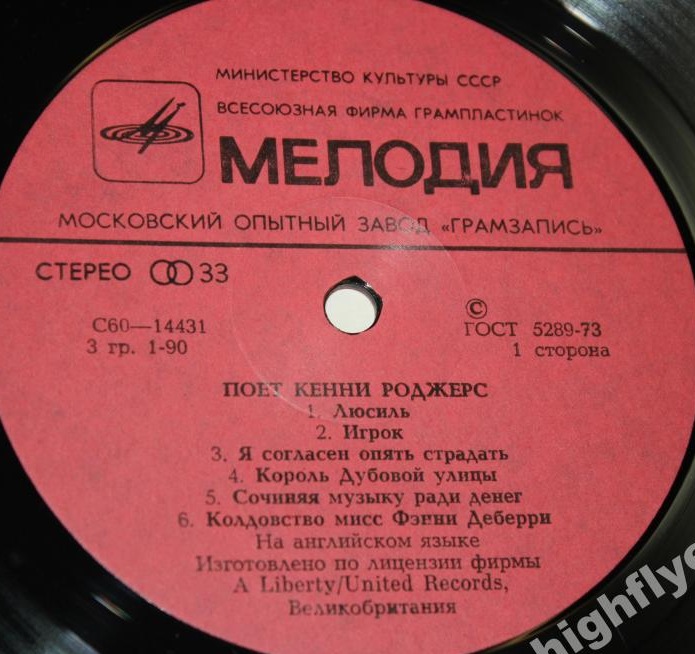 МИНИСТЕРСТВО КУЛЬТУРЫ СССР
ВСЕСОЮЗНАЯ ФИРМА ГРАМПЛАСТИНОК
МЕЛОДИЯ
МОСКОВСКИЙ ОПЫТНЫЙ ЗАВОД «ГРАМЗАПИСЬ»
СТЕРЕО 33
С60—14431
3 гр. 1-90
©
ГОСТ 5289-73
1 сторона
ПОЕТ КЕННИ РОДЖЕРС
1. Люсиль
2. Игрок
3. Я согласен опять страдать
4. Король Дубовой улицы
5. Сочиняя музыку ради денег
6. Колдовство мисс Фэнни Деберри
На английском языке
Изготовлено по лицензии фирмы
A Liberty/United Records,
Великобритания
highflye